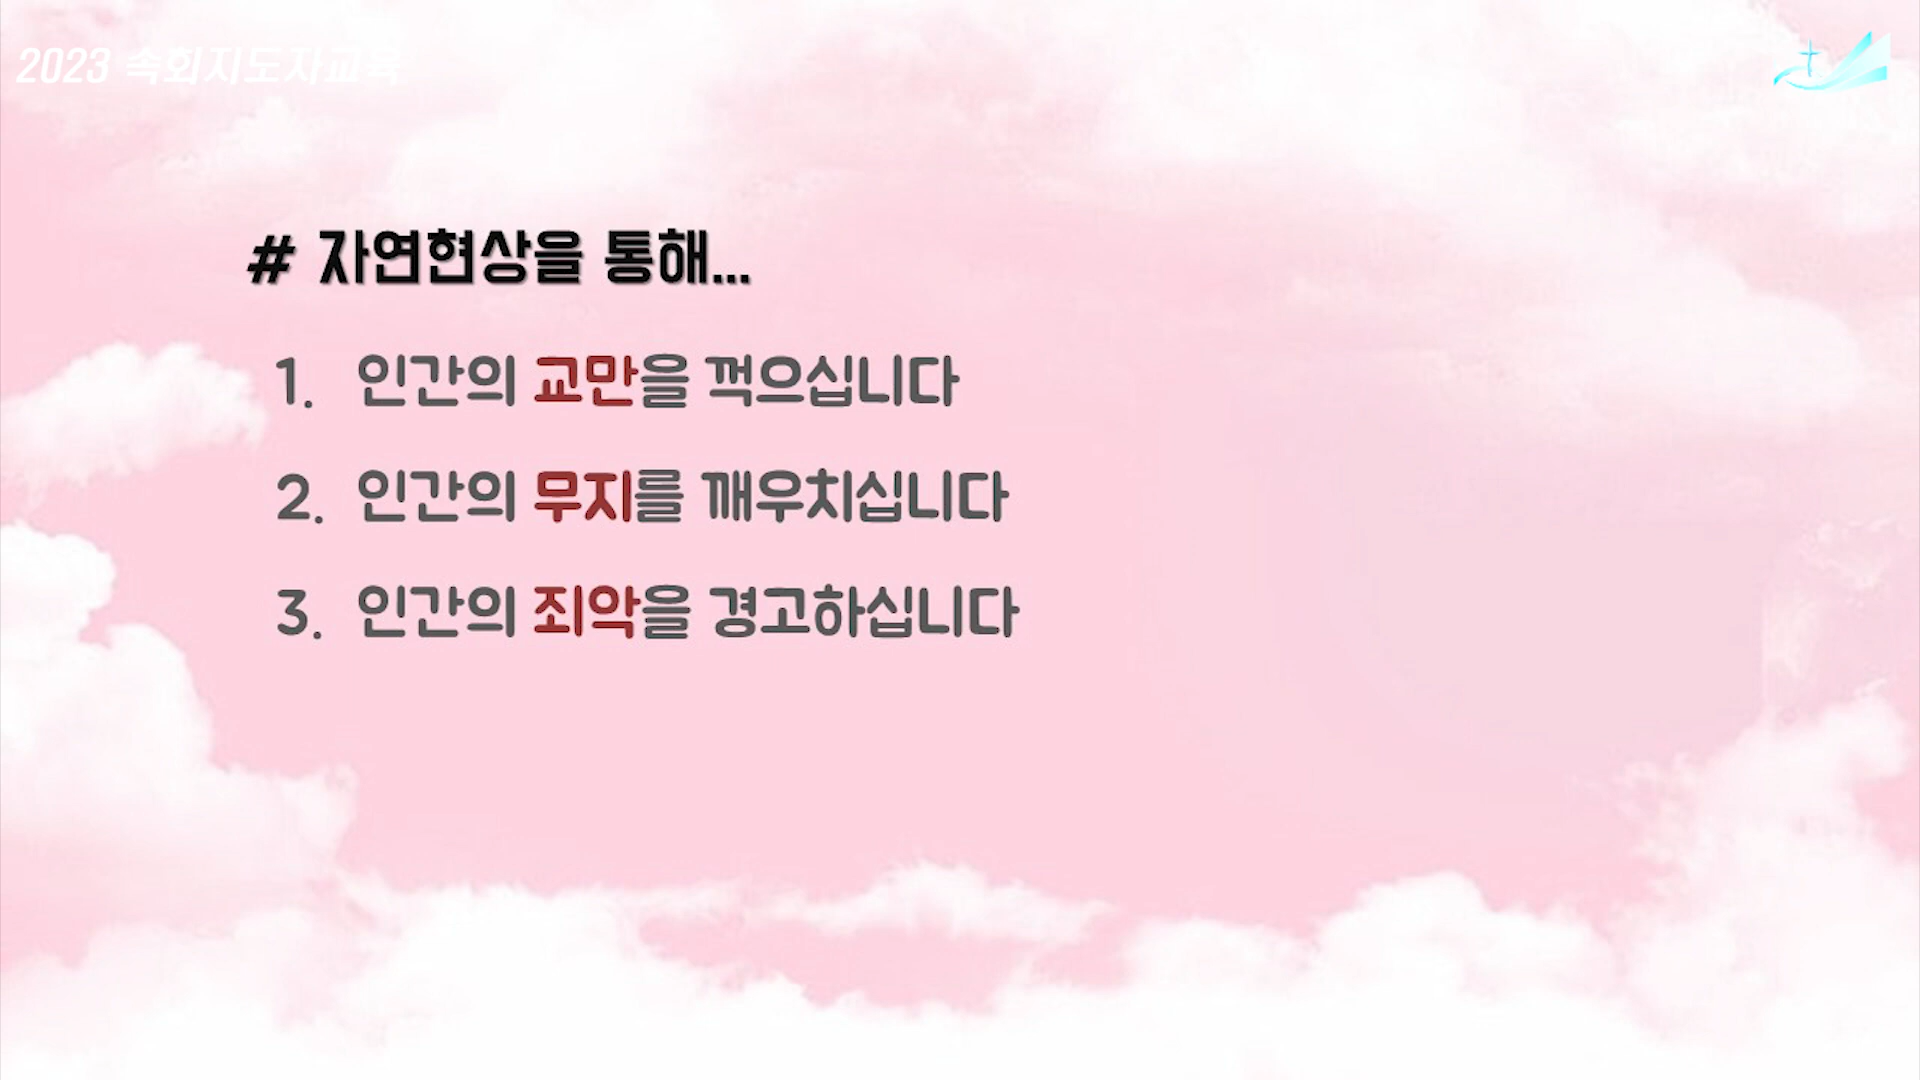 2023 속회지도자교육
# 자연현상을 통해...
1. 인간의 교만을 꺽으십니다
2. 인간의 무지를 깨우치십니다
3. 인간의 죄악을 경고하십니다